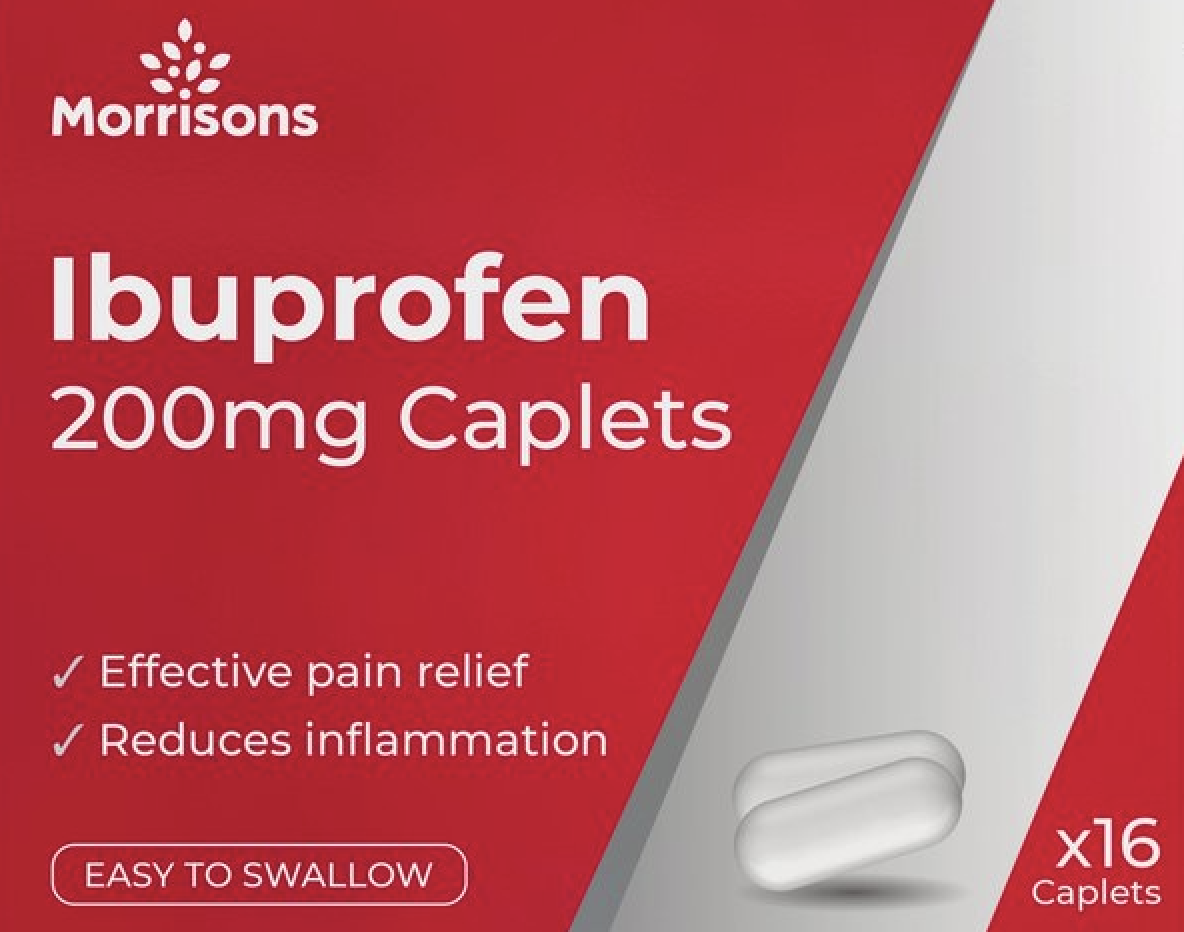 Morrisons
Ibuprofen
200mg Caplets
✓ Effective pain relief
✓ Reduces inflammation
EASY TO SWALLOW
x16
Caplets